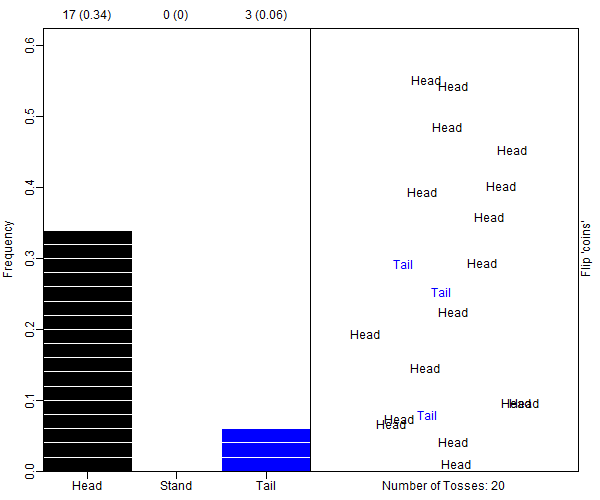 17 (0.34)
0 (0)
3 (0.06)
Frequency
0.6
0.5
0.4
0.3
0.2
0.1
0.0
Head
Stand
Tail
Head
Head
Head
Head
Head
Head
Head
Tail
Head
Tail
Head
Head
Head
Head
Head
Tail
Head
Head
Head
Head
Number of Tosses: 20
Flip 'coins'